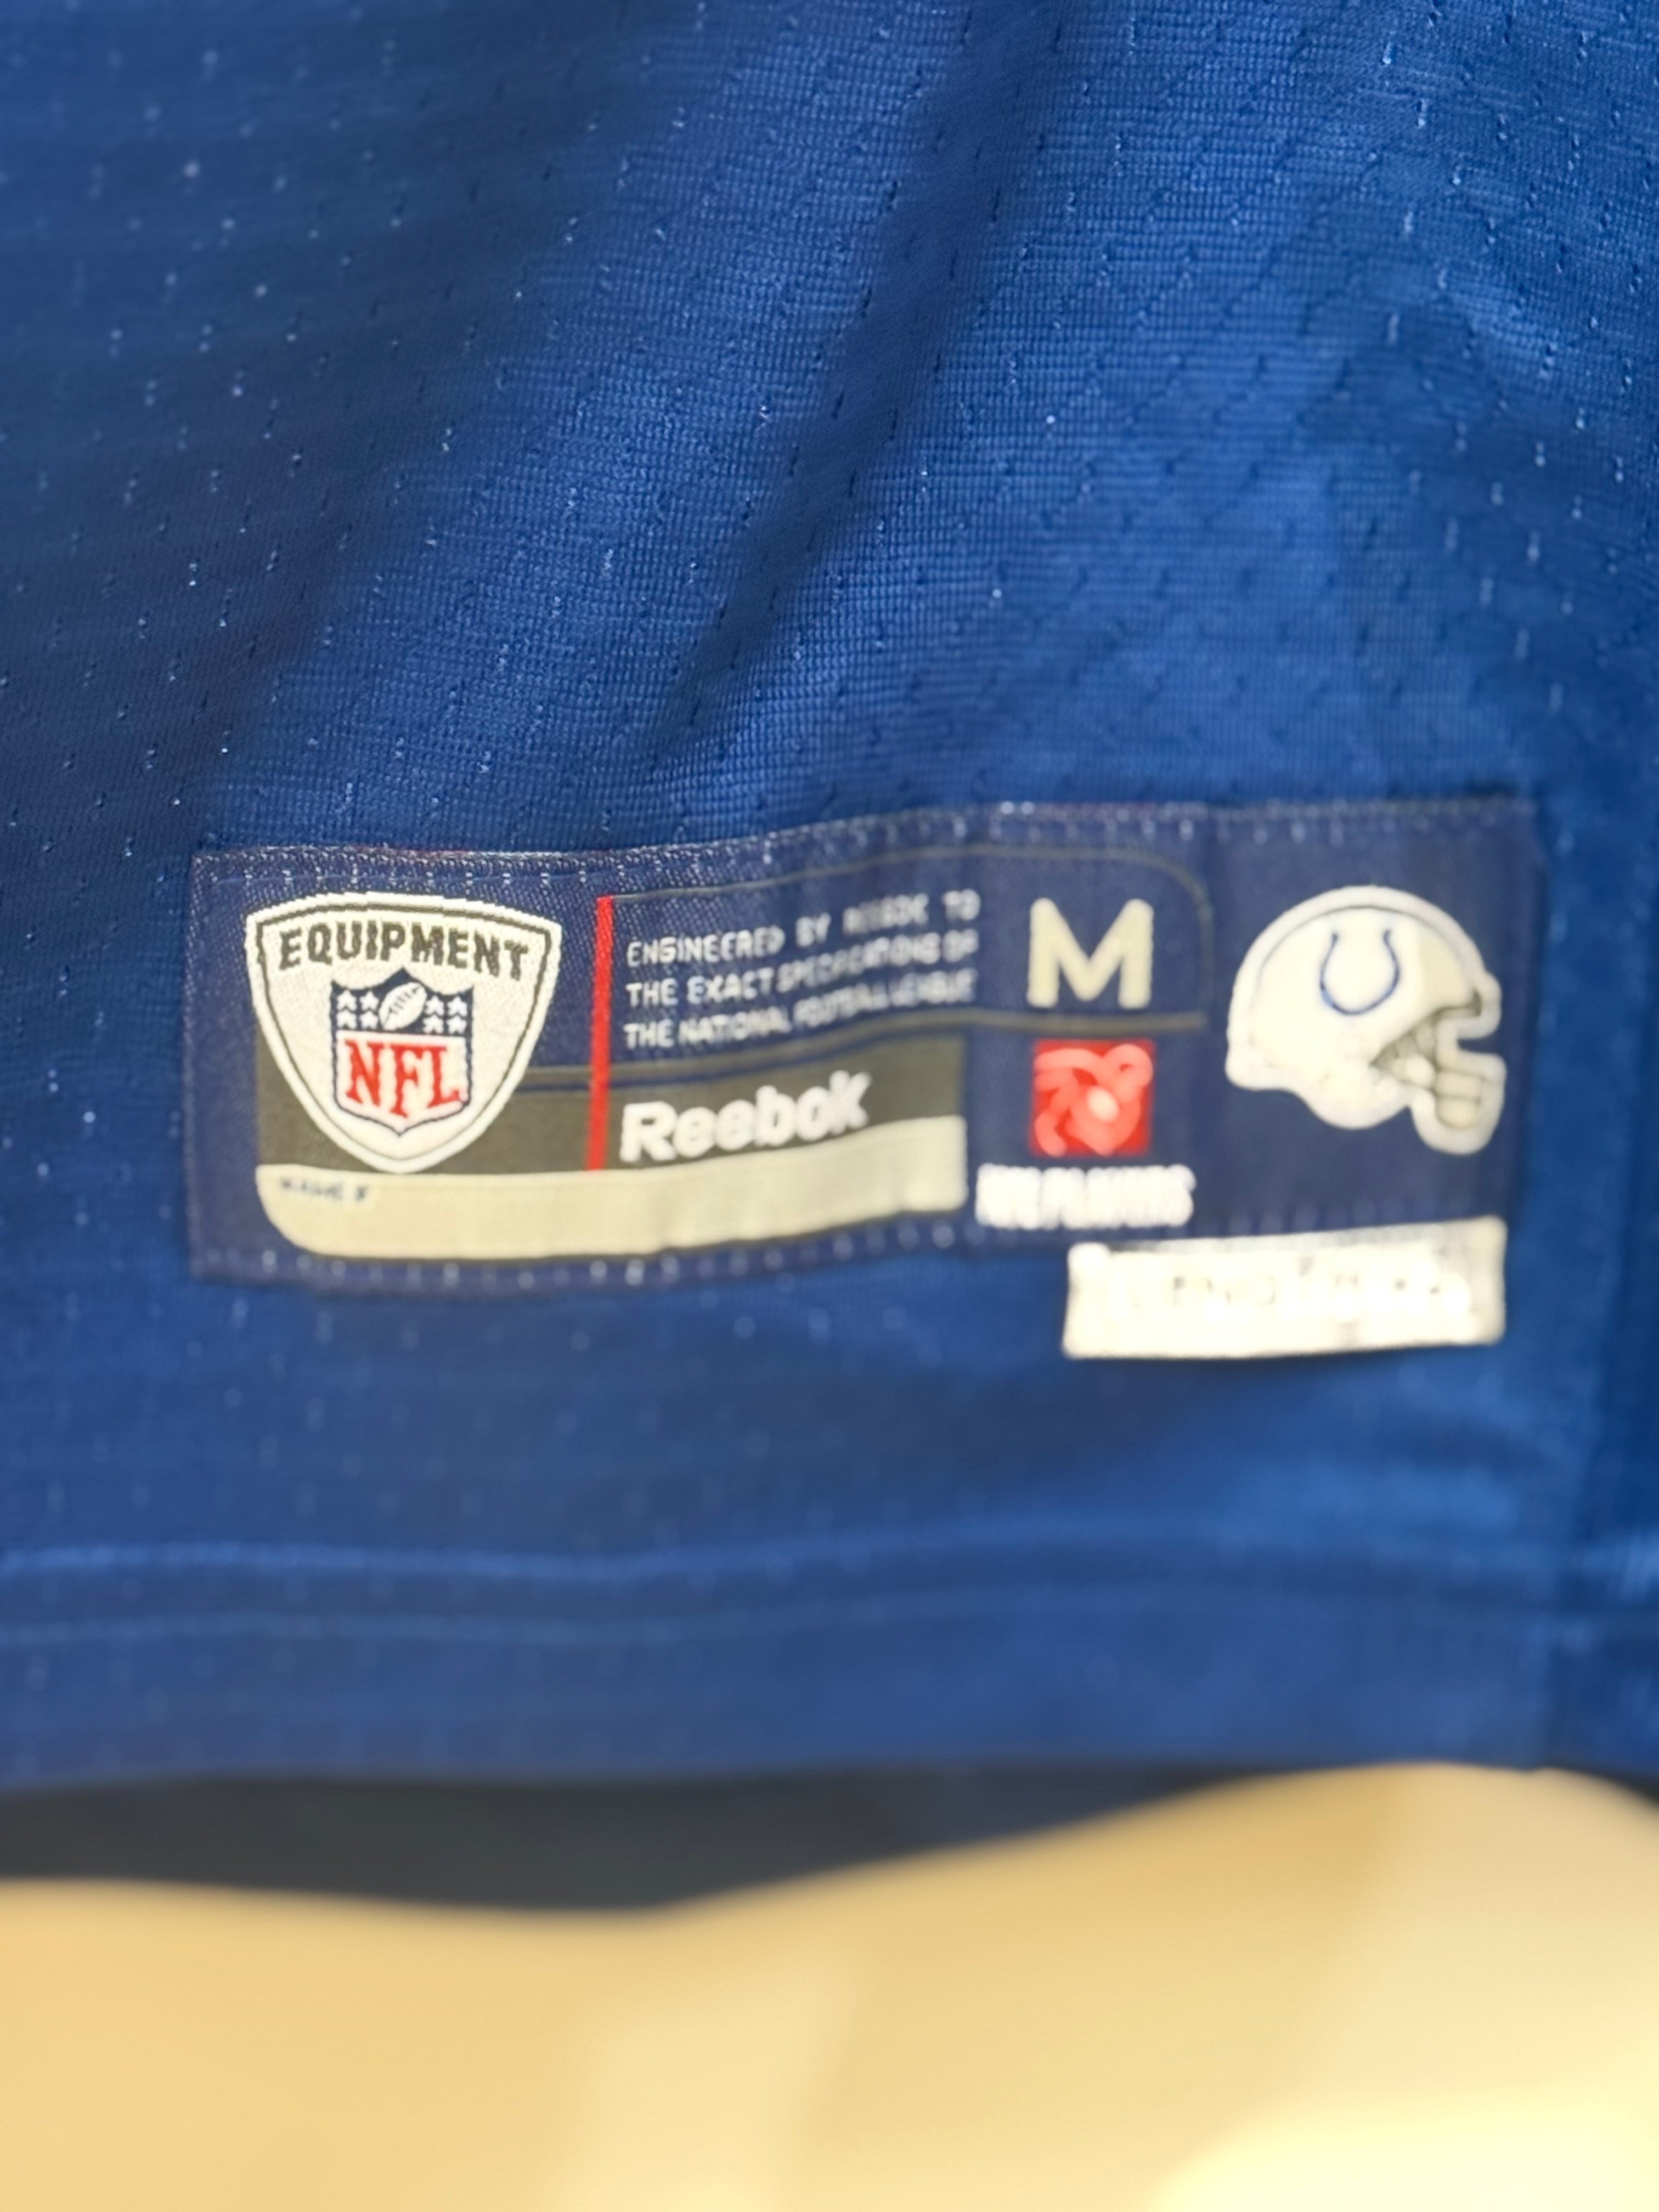 EQUIPMENT
NFL
ENGINEERED BY REEBOK TO
THE EXACT SPECIFICATIONS OF
THE NATIONAL FOOTBALL LEAGUE
Reebok
M
NFL PLAYERS